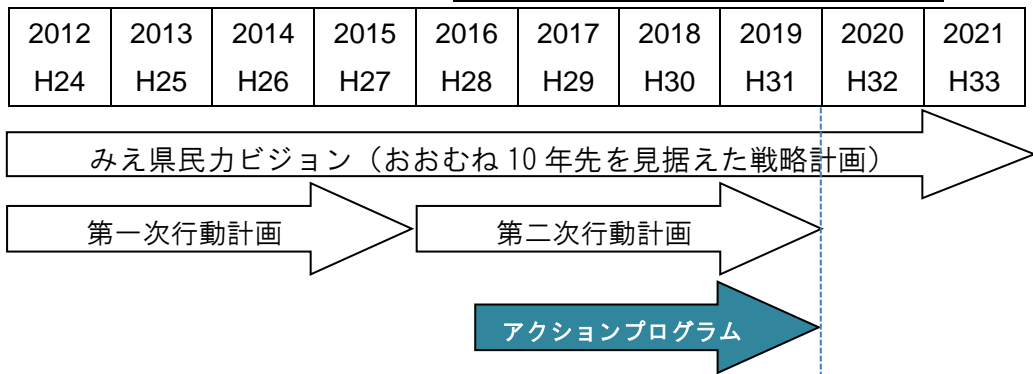 2012 2013 2014 2015 2016 2017 2018 2019 2020 2021
H24 H25 H26 H27 H28 H29 H30 H31 H32 H33
みえ県民力ビジョン（おおむね 10 年先を見据えた戦略計画）
第一次行動計画 第二次行動計画
アクションプログラム